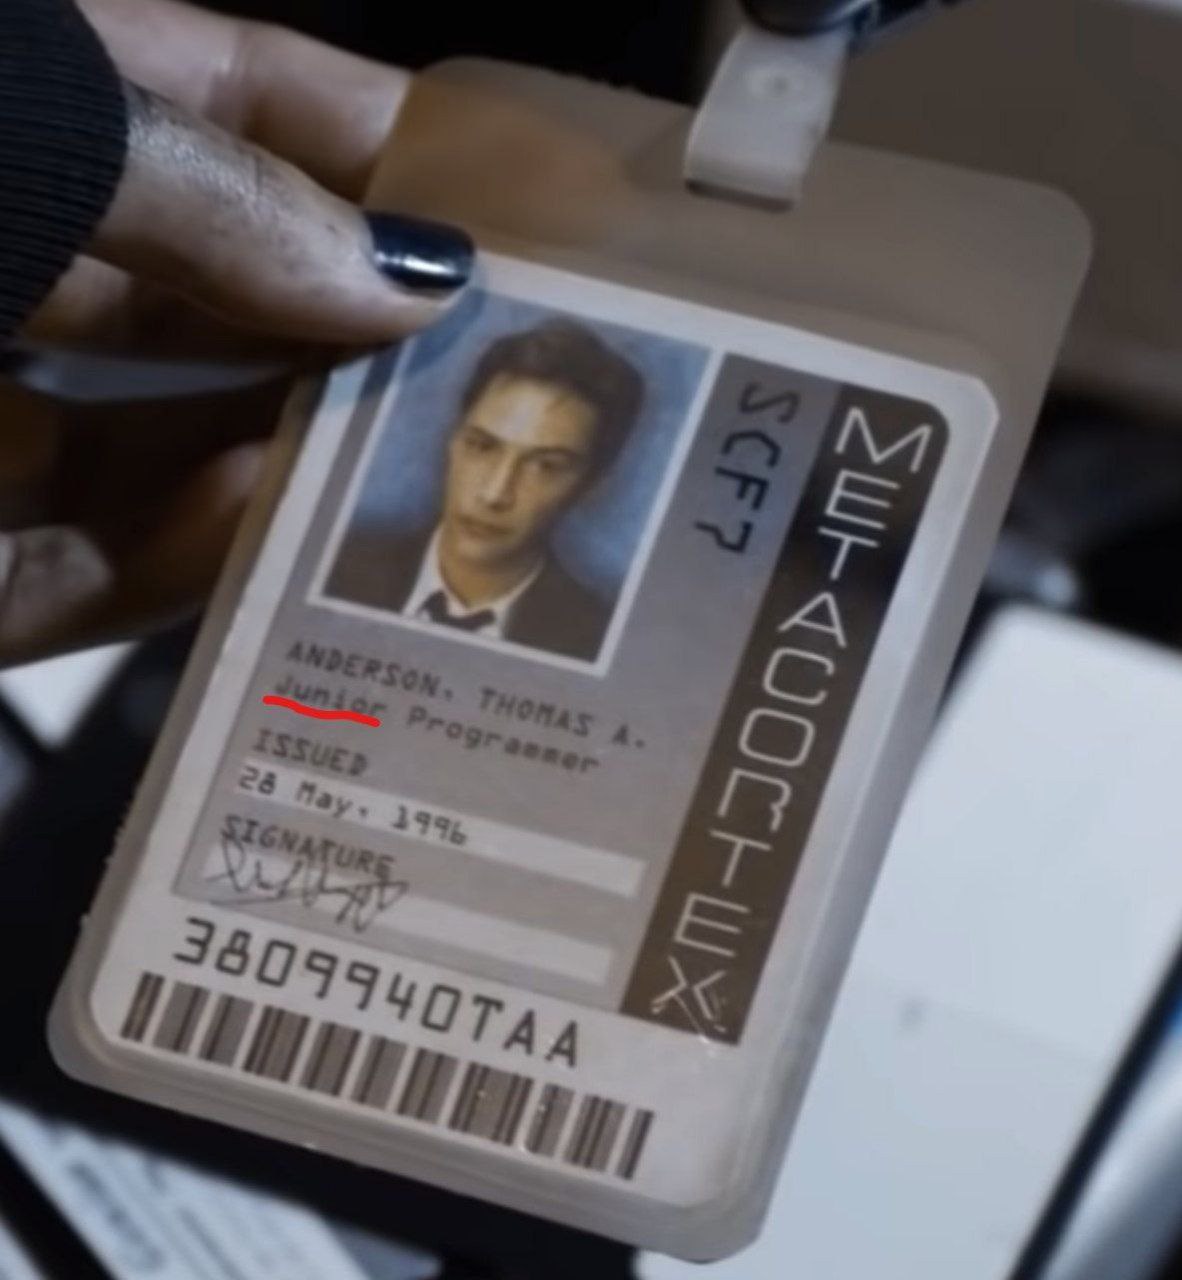 SCF7
METACORTEX
ANDERSON, THOMAS A.
Junior Programmer
ISSUED
28 May, 1996
SIGNATURE
3809940TAA